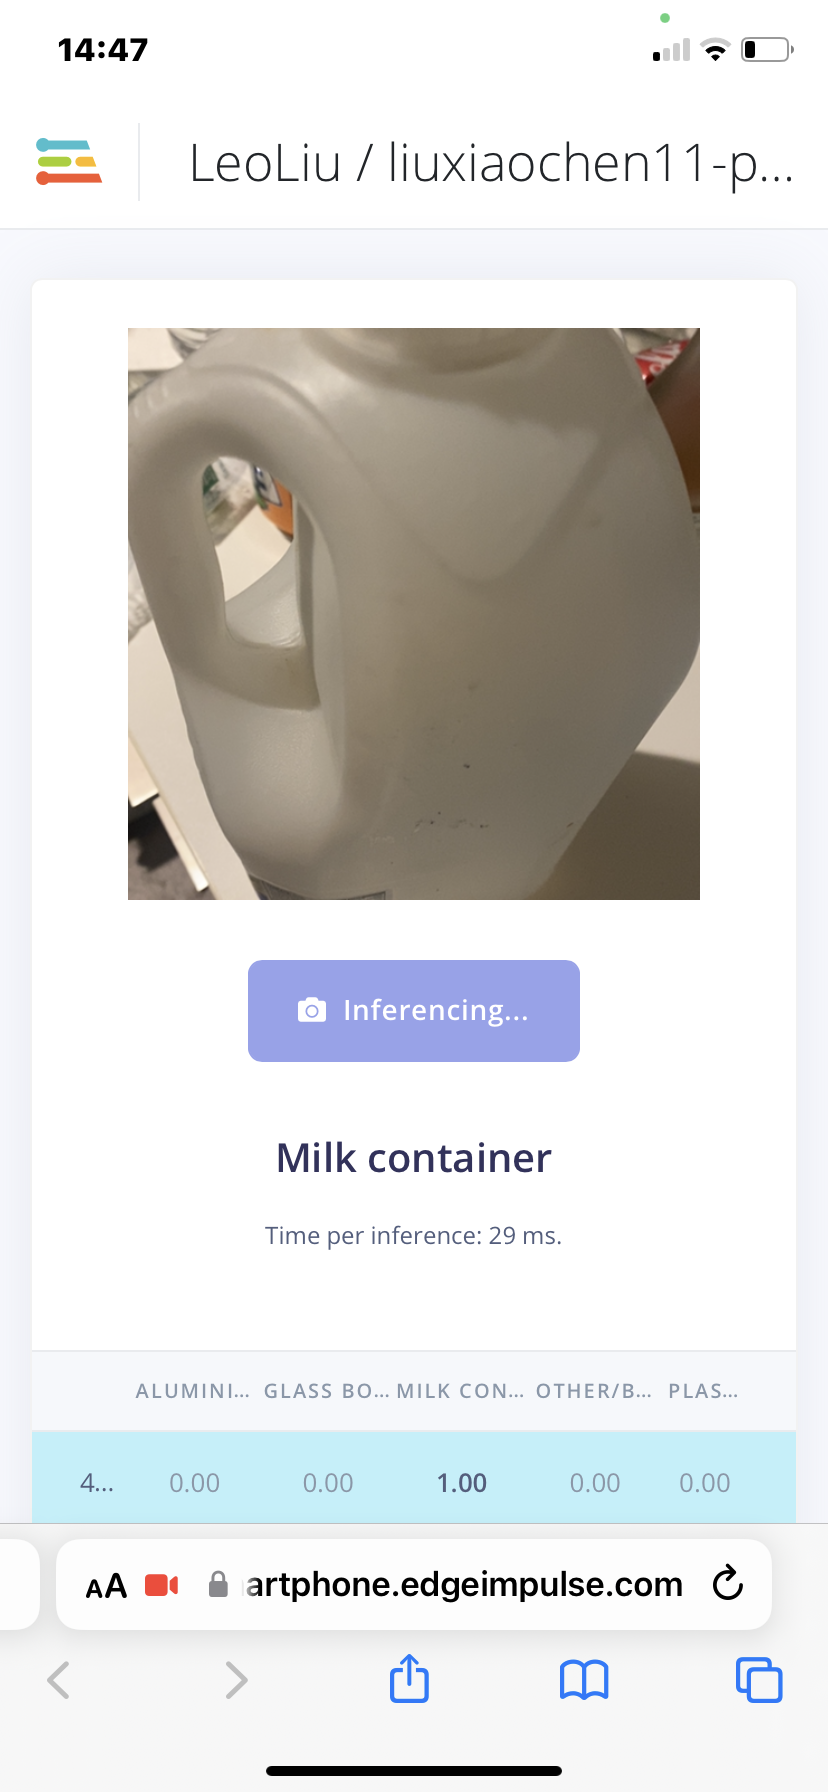 14:47
LeoLiu / liuxiaochen11-p...
Inferencing...
Milk container
Time per inference: 29 ms.
ALUMINI... GLASS BO... MILK CON... OTHER/B... PLAS...
4... 0.00 0.00 1.00 0.00 0.00
AA artphone.edgeimpulse.com